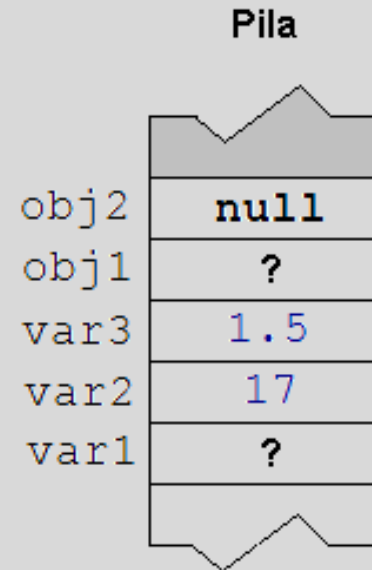 Pila
obj2 null
obj1 ?
var3 1.5
var2 17
var1 ?